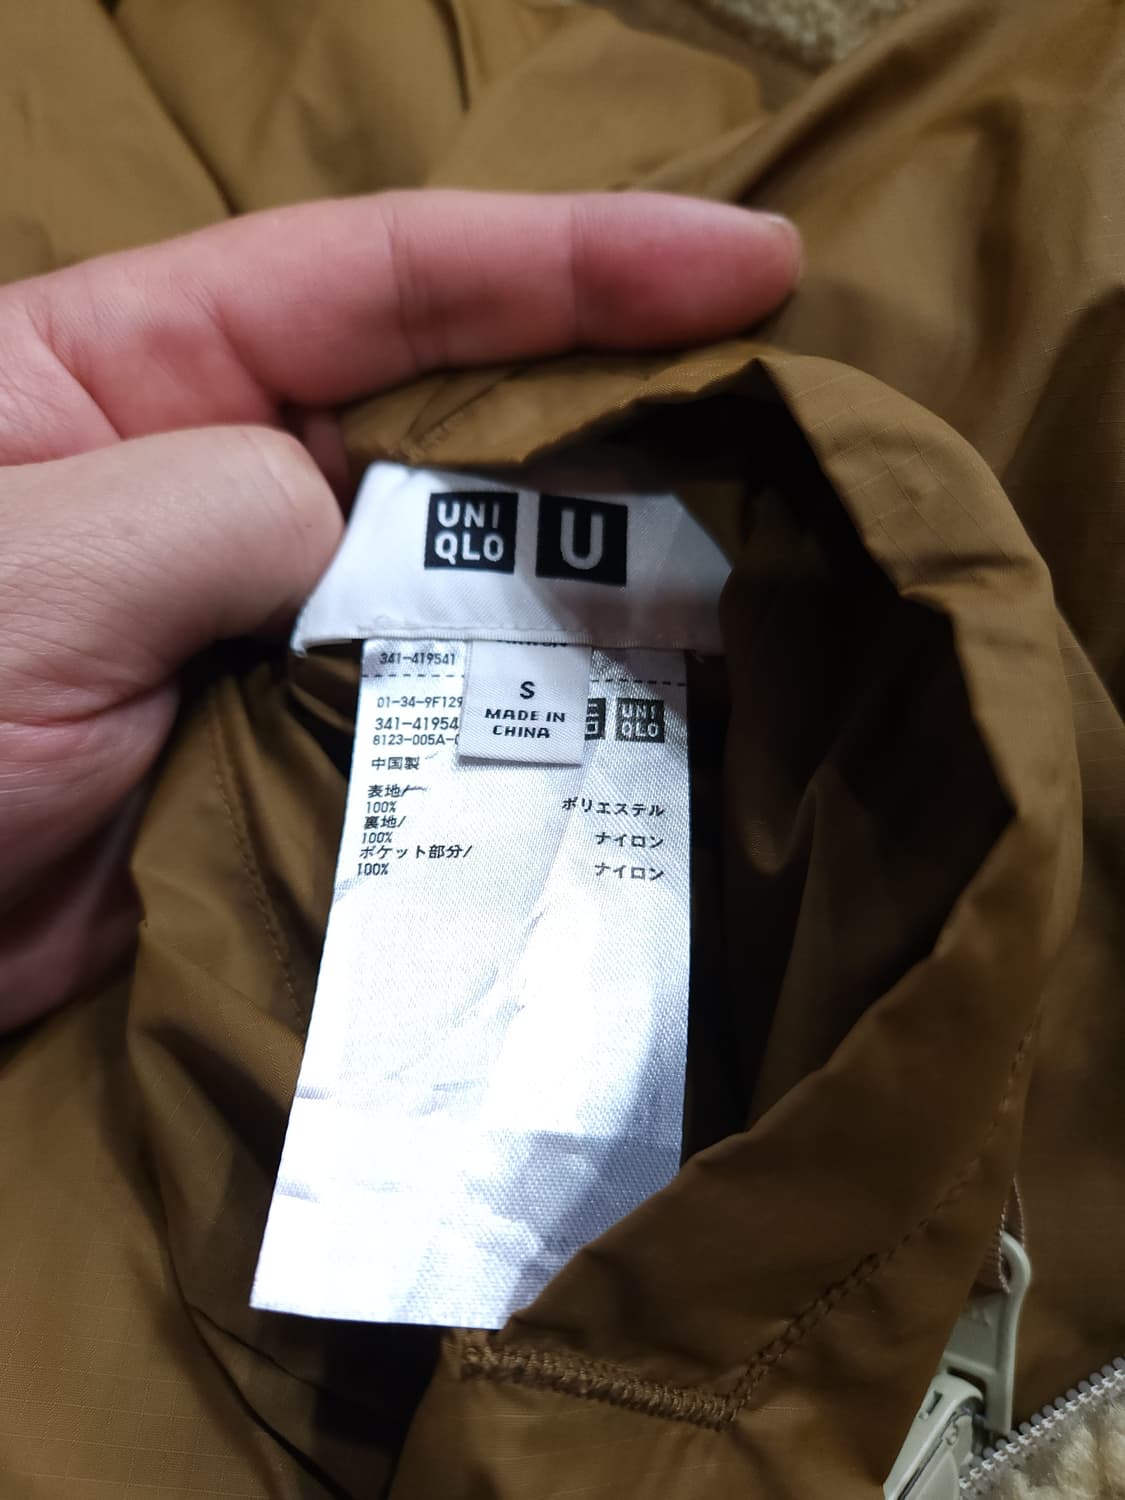 UNI
QLO
U
341-419541
S
MADE IN
CHINA
01-34-9F129
341-41954
8123-005A-
UNI
QLO
中国製
表地/
100% ポリエステル
裏地/
100% ナイロン
ポケット部分/
100% ナイロン